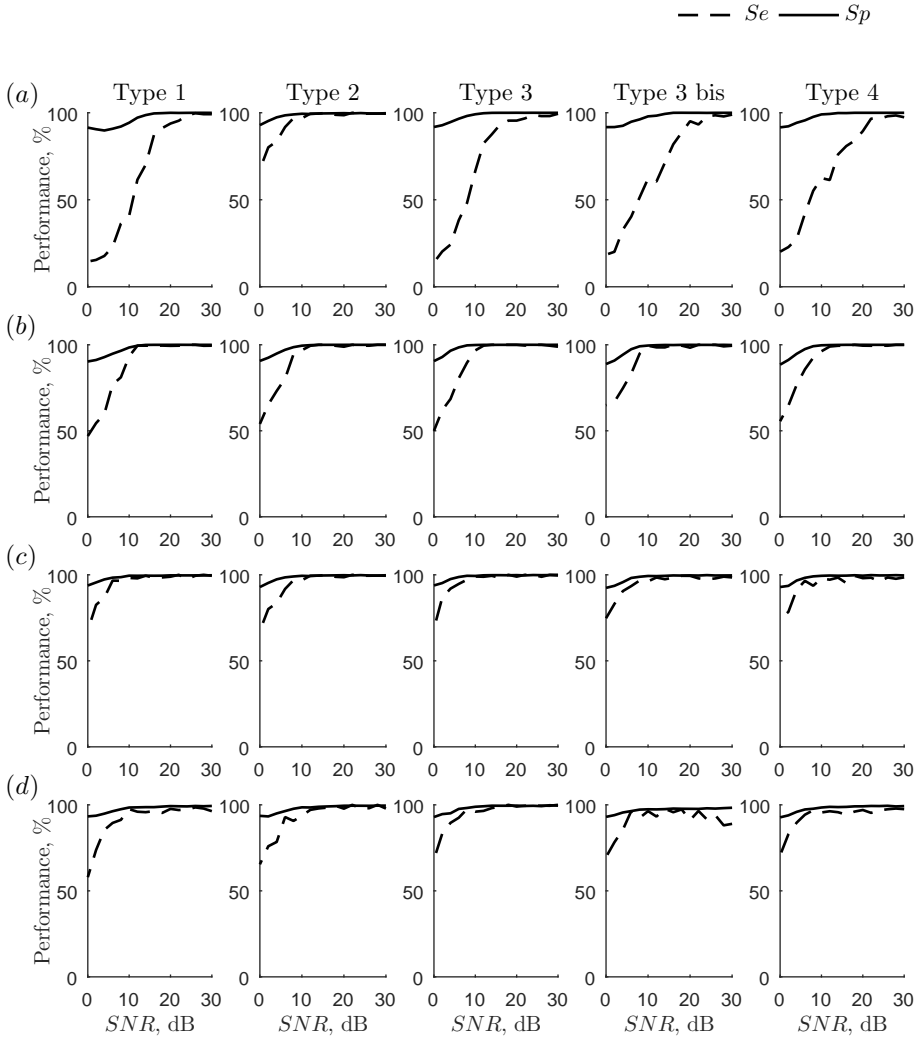 Se Sp
(a) Type 1 Type 2 Type 3 Type 3 bis Type 4
100 100 100 100 100
Performance, %
50 50 50 50 50
0 0 0 0 0
0 10 20 30 0 10 20 30 0 10 20 30 0 10 20 30 0 10 20 30
(b)
100 100 100 100 100
Performance, %
50 50 50 50 50
0 0 0 0 0
0 10 20 30 0 10 20 30 0 10 20 30 0 10 20 30 0 10 20 30
(c)
100 100 100 100 100
Performance, %
50 50 50 50 50
0 0 0 0 0
0 10 20 30 0 10 20 30 0 10 20 30 0 10 20 30 0 10 20 30
(d)
100 100 100 100 100
Performance, %
50 50 50 50 50
0 0 0 0 0
0 10 20 30 0 10 20 30 0 10 20 30 0 10 20 30 0 10 20 30
SNR, dB SNR, dB SNR, dB SNR, dB SNR, dB